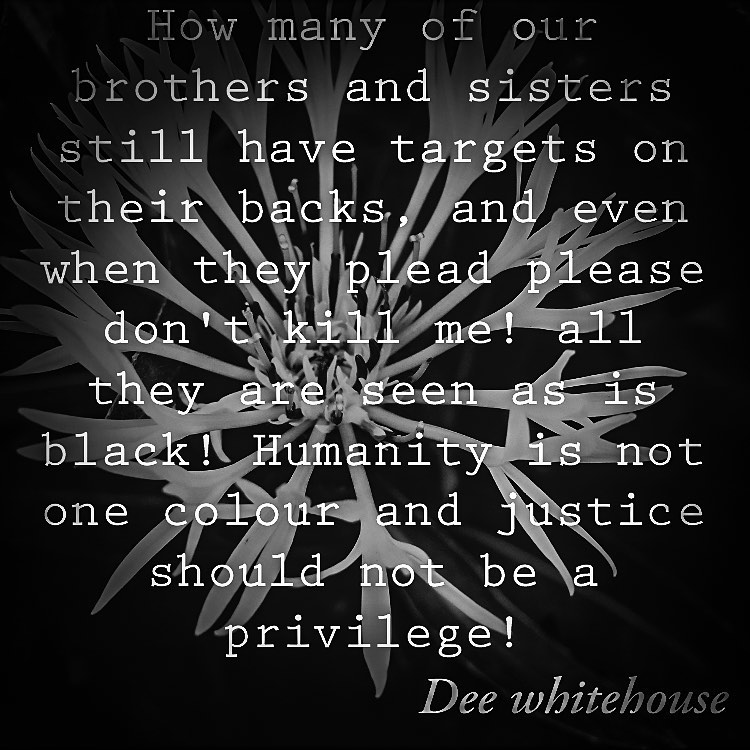 How many of our
brothers and sisters
still have targets on
their backs, and even
when they plead please
don't kill me! all
they are seen as is
black! Humanity is not
one colour and justice
should not be a
privilege!
Dee whitehouse